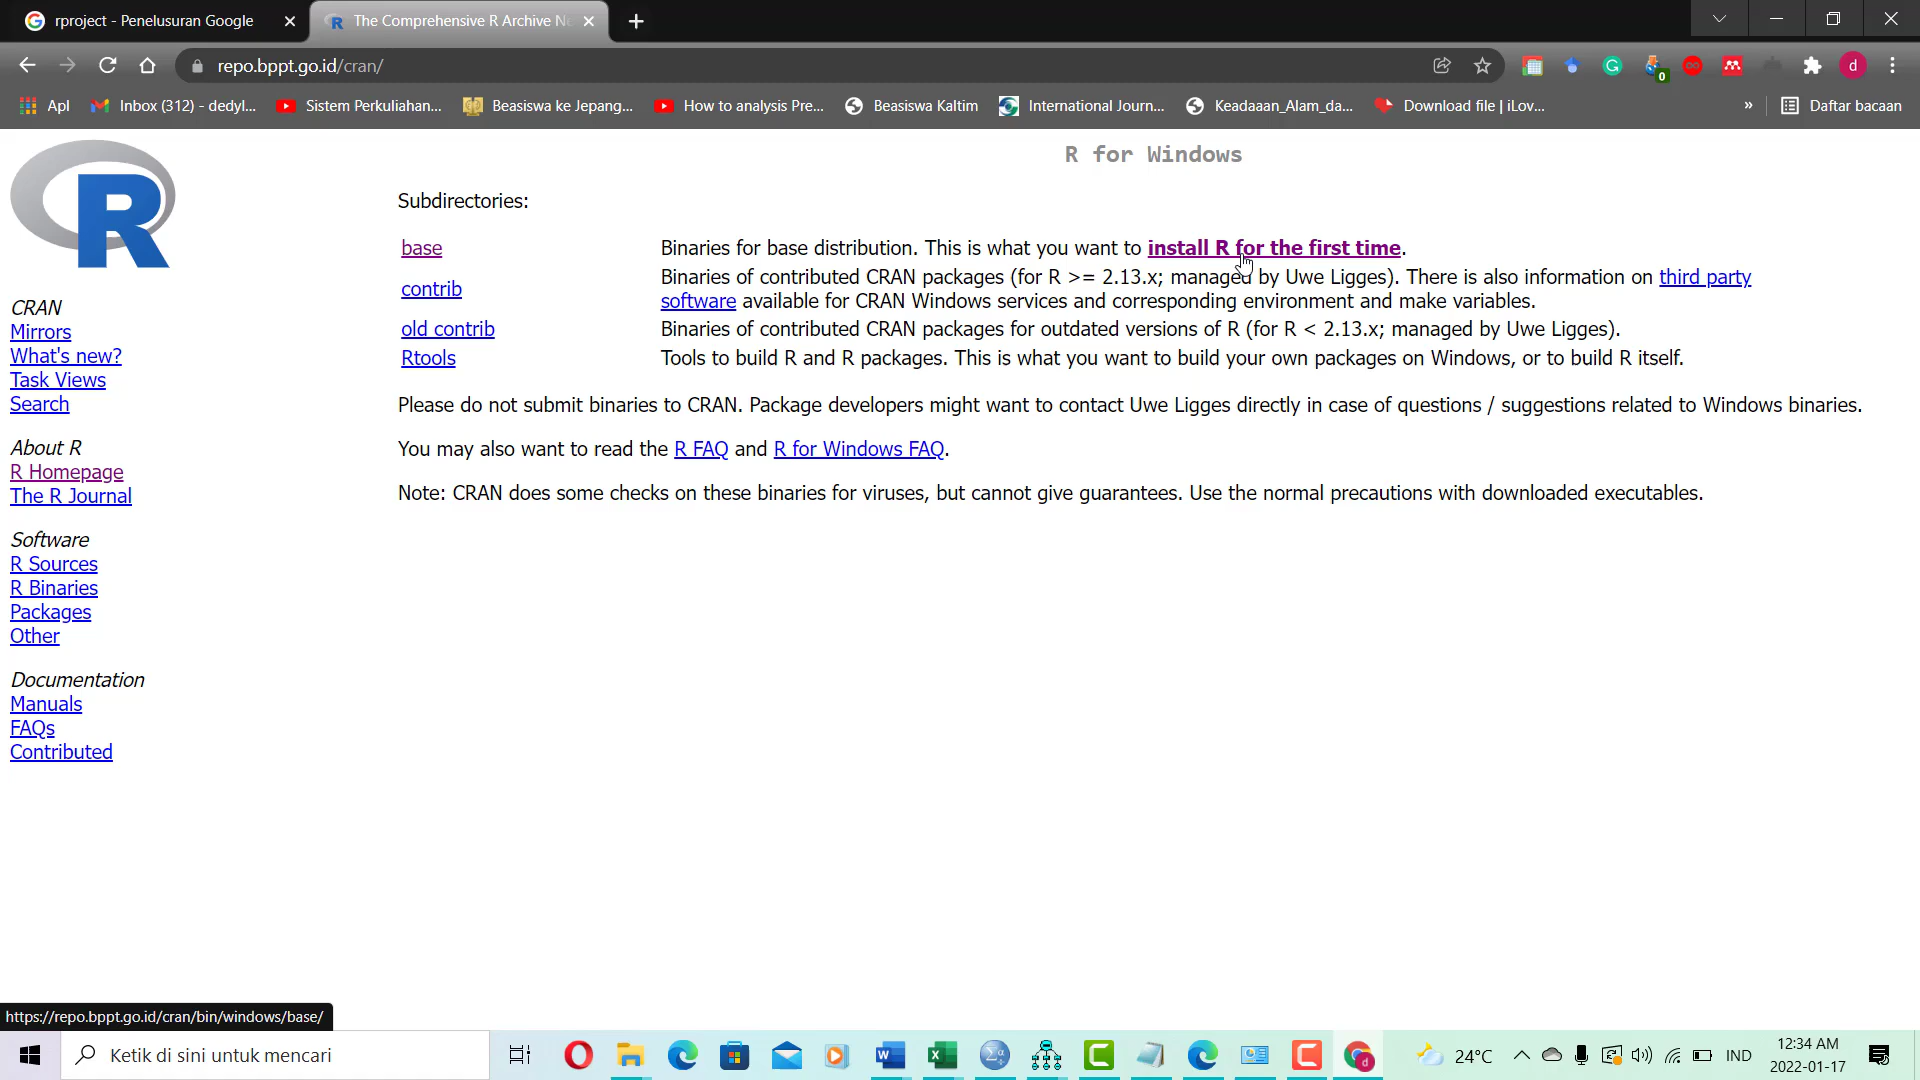 rproject - Penelusuran Google
The Comprehensive R Archive Ne
repo.bppt.go.id/cran/
0
d
Apl
Inbox (312) - dedyl...
Sistem Perkuliahan...
Beasiswa ke Jepang...
How to analysis Pre...
Beasiswa Kaltim
International Journ...
Keadaaan_Alam_da...
Download file | iLov...
»
Daftar bacaan
R
R for Windows
Subdirectories:
base Binaries for base distribution. This is what you want to install R for the first time.
contrib Binaries of contributed CRAN packages (for R >= 2.13.x; managed by Uwe Ligges). There is also information on third party
software available for CRAN Windows services and corresponding environment and make variables.
old contrib Binaries of contributed CRAN packages for outdated versions of R (for R < 2.13.x; managed by Uwe Ligges).
Rtools Tools to build R and R packages. This is what you want to build your own packages on Windows, or to build R itself.
Please do not submit binaries to CRAN. Package developers might want to contact Uwe Ligges directly in case of questions / suggestions related to Windows binaries.
You may also want to read the R FAQ and R for Windows FAQ.
Note: CRAN does some checks on these binaries for viruses, but cannot give guarantees. Use the normal precautions with downloaded executables.
CRAN
Mirrors
What's new?
Task Views
Search
About R
R Homepage
The R Journal
Software
R Sources
R Binaries
Packages
Other
Documentation
Manuals
FAQs
Contributed
https://repo.bppt.go.id/cran/bin/windows/base/
Ketik di sini untuk mencari
24°C
IND
12:34 AM
2022-01-17